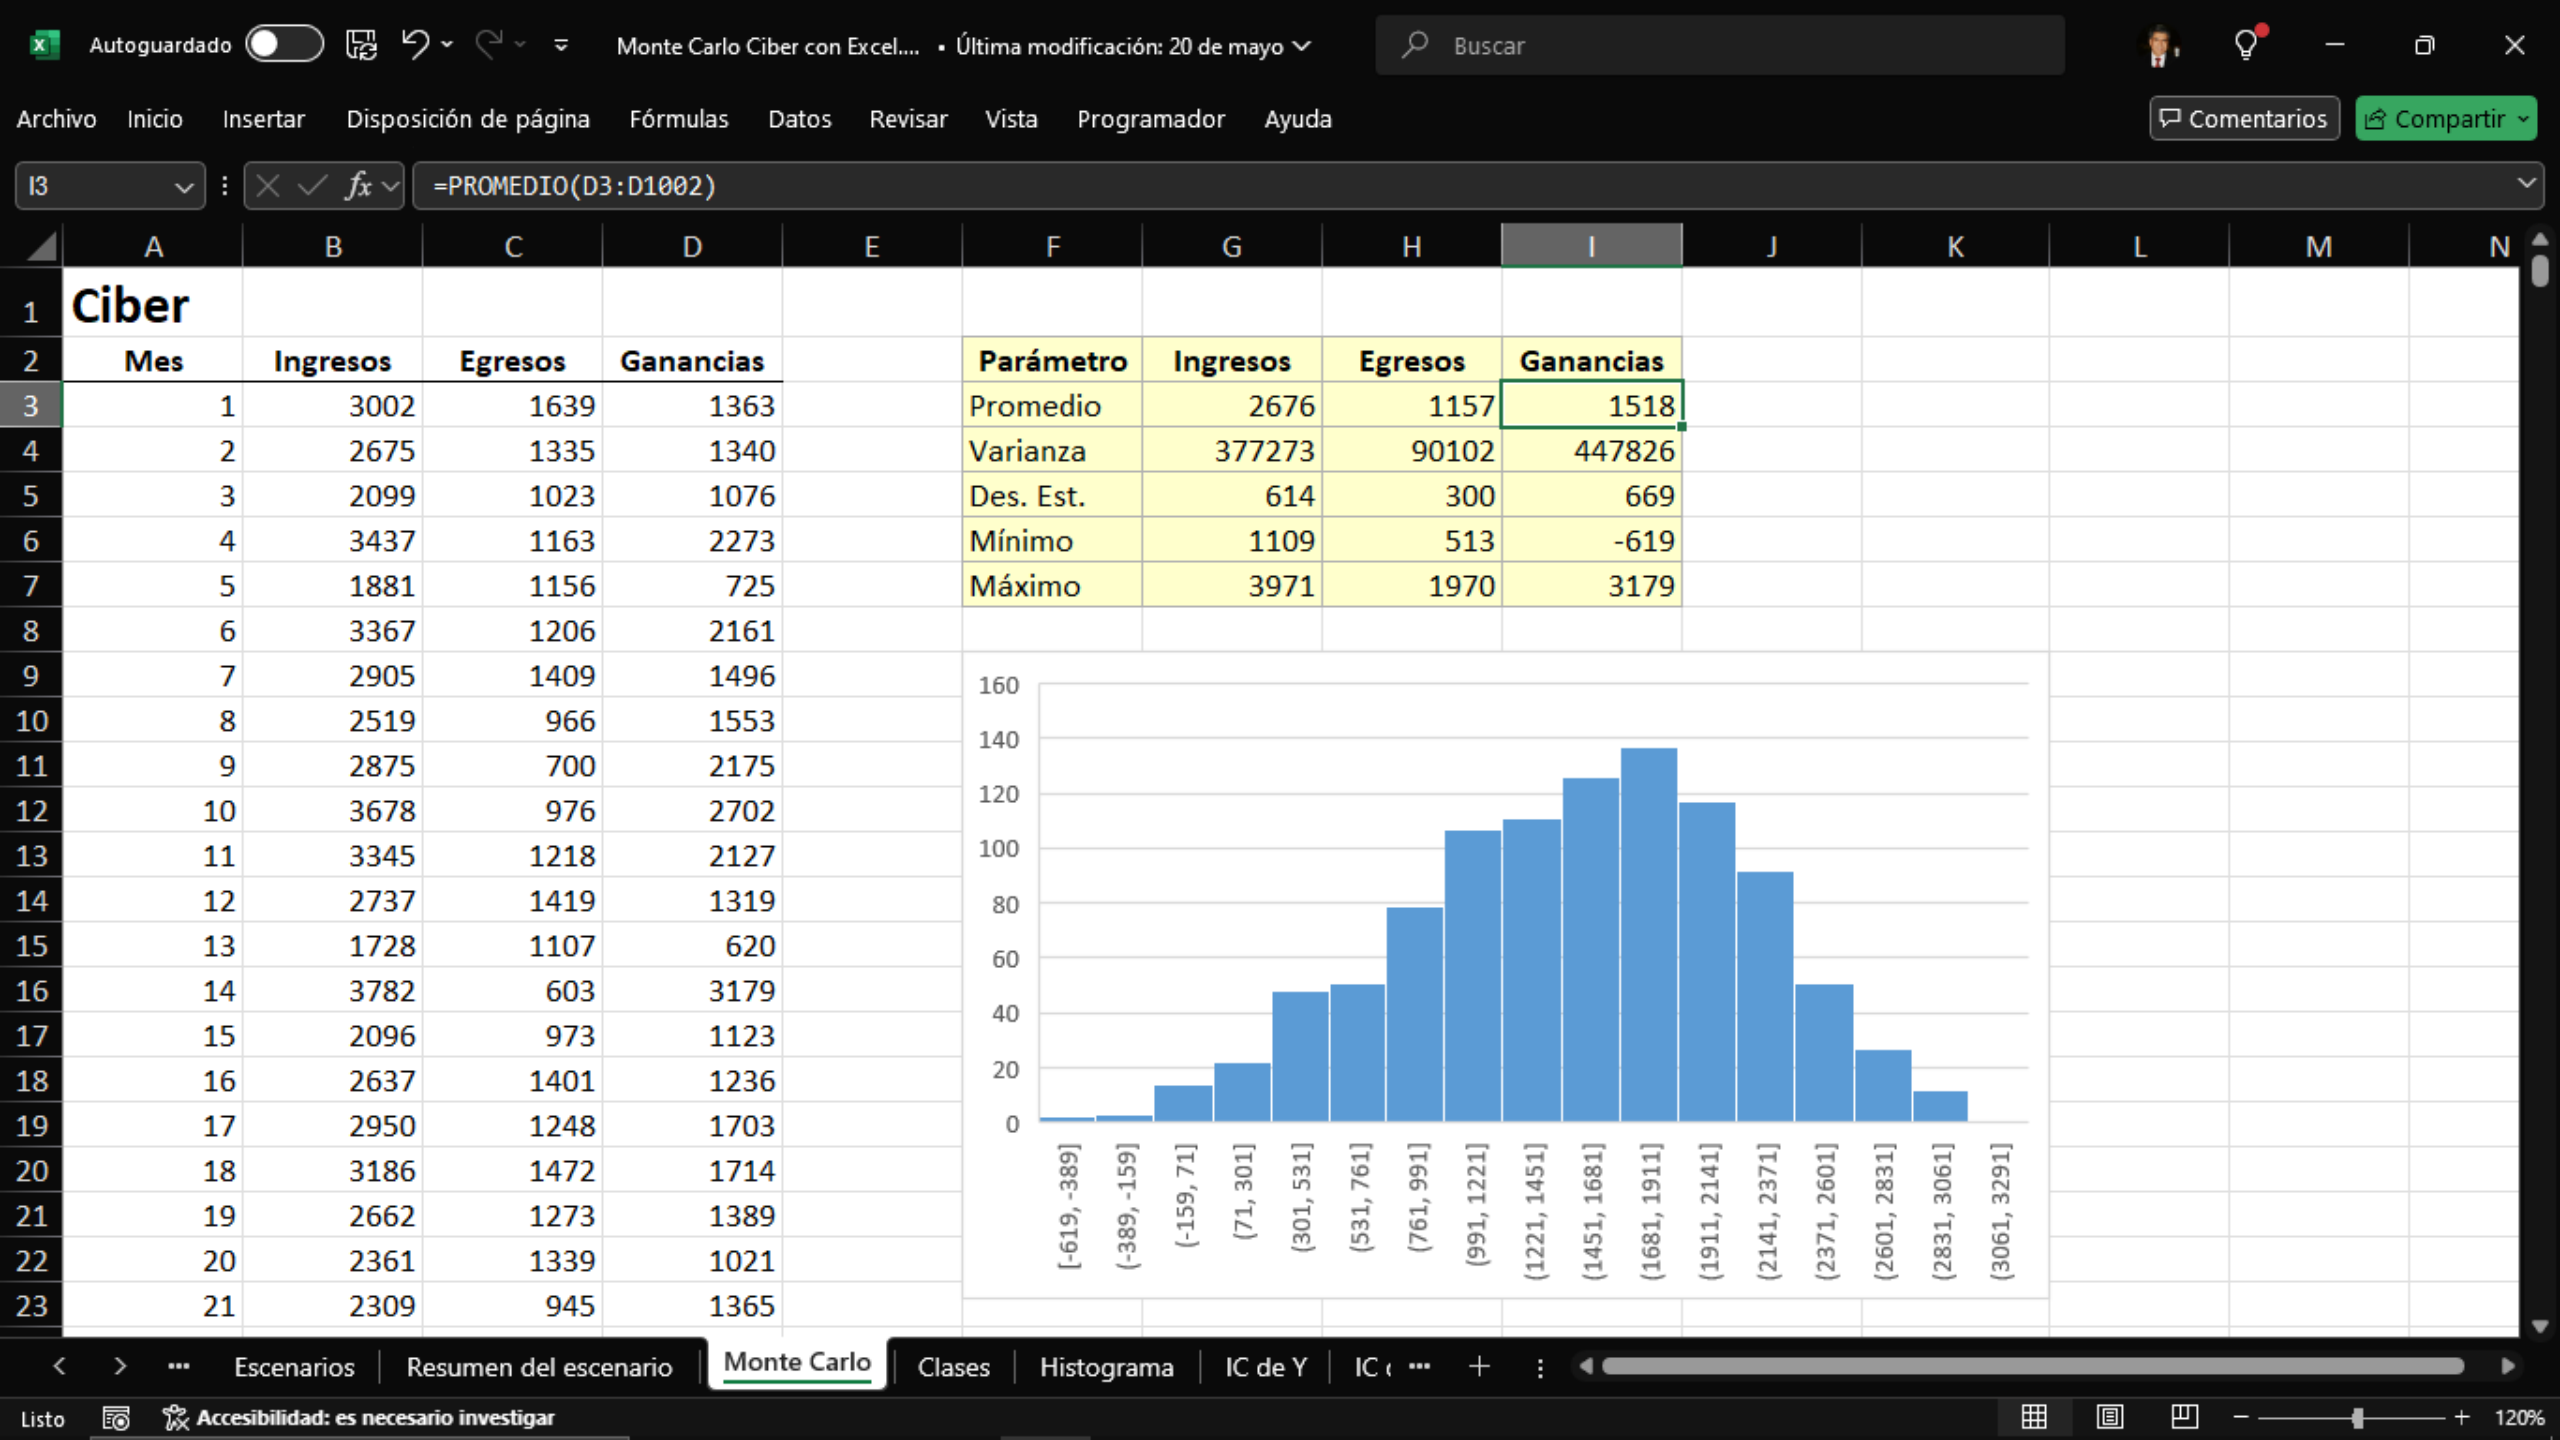 Autoguardado Monte Carlo Ciber con Excel.... • Última modificación: 20 de mayo Buscar
Archivo Inicio Insertar Disposición de página Fórmulas Datos Revisar Vista Programador Ayuda Comentarios Compartir
I3 fx =PROMEDIO(D3:D1002)
A B C D E F G H I J K L M N
1 Ciber
2 Mes Ingresos Egresos Ganancias Parámetro Ingresos Egresos Ganancias
3 1 3002 1639 1363 Promedio 2676 1157 1518
4 2 2675 1335 1340 Varianza 377273 90102 447826
5 3 2099 1023 1076 Des. Est. 614 300 669
6 4 3437 1163 2273 Mínimo 1109 513 -619
7 5 1881 1156 725 Máximo 3971 1970 3179
8 6 3367 1206 2161
9 7 2905 1409 1496
10 8 2519 966 1553
11 9 2875 700 2175
12 10 3678 976 2702
13 11 3345 1218 2127
14 12 2737 1419 1319
15 13 1728 1107 620
16 14 3782 603 3179
17 15 2096 973 1123
18 16 2637 1401 1236
19 17 2950 1248 1703
20 18 3186 1472 1714
21 19 2662 1273 1389
22 20 2361 1339 1021
23 21 2309 945 1365
160
140
120
100
80
60
40
20
0
[-619, -389]
(-389, -159]
(-159, 71]
(71, 301]
(301, 531]
(531, 761]
(761, 991]
(991, 1221]
(1221, 1451]
(1451, 1681]
(1681, 1911]
(1911, 2141]
(2141, 2371]
(2371, 2601]
(2601, 2831]
(2831, 3061]
(3061, 3291]
Escenarios Resumen del escenario Monte Carlo Clases Histograma IC de Y IC
Listo Accesibilidad: es necesario investigar 120%